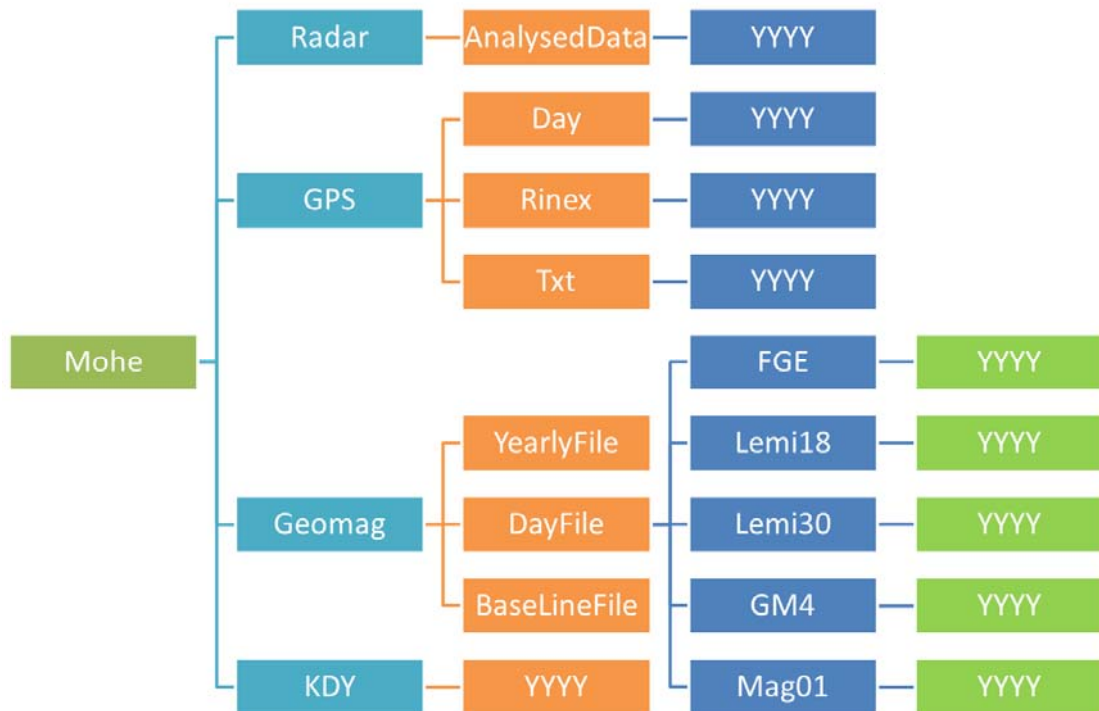 Radar
AnalysedData
YYYY
Day
YYYY
GPS
Rinex
YYYY
Txt
YYYY
Mohe
FGE
YYYY
YearlyFile
Lemi18
YYYY
Geomag
DayFile
Lemi30
YYYY
BaseLineFile
GM4
YYYY
KDY
YYYY
Mag01
YYYY